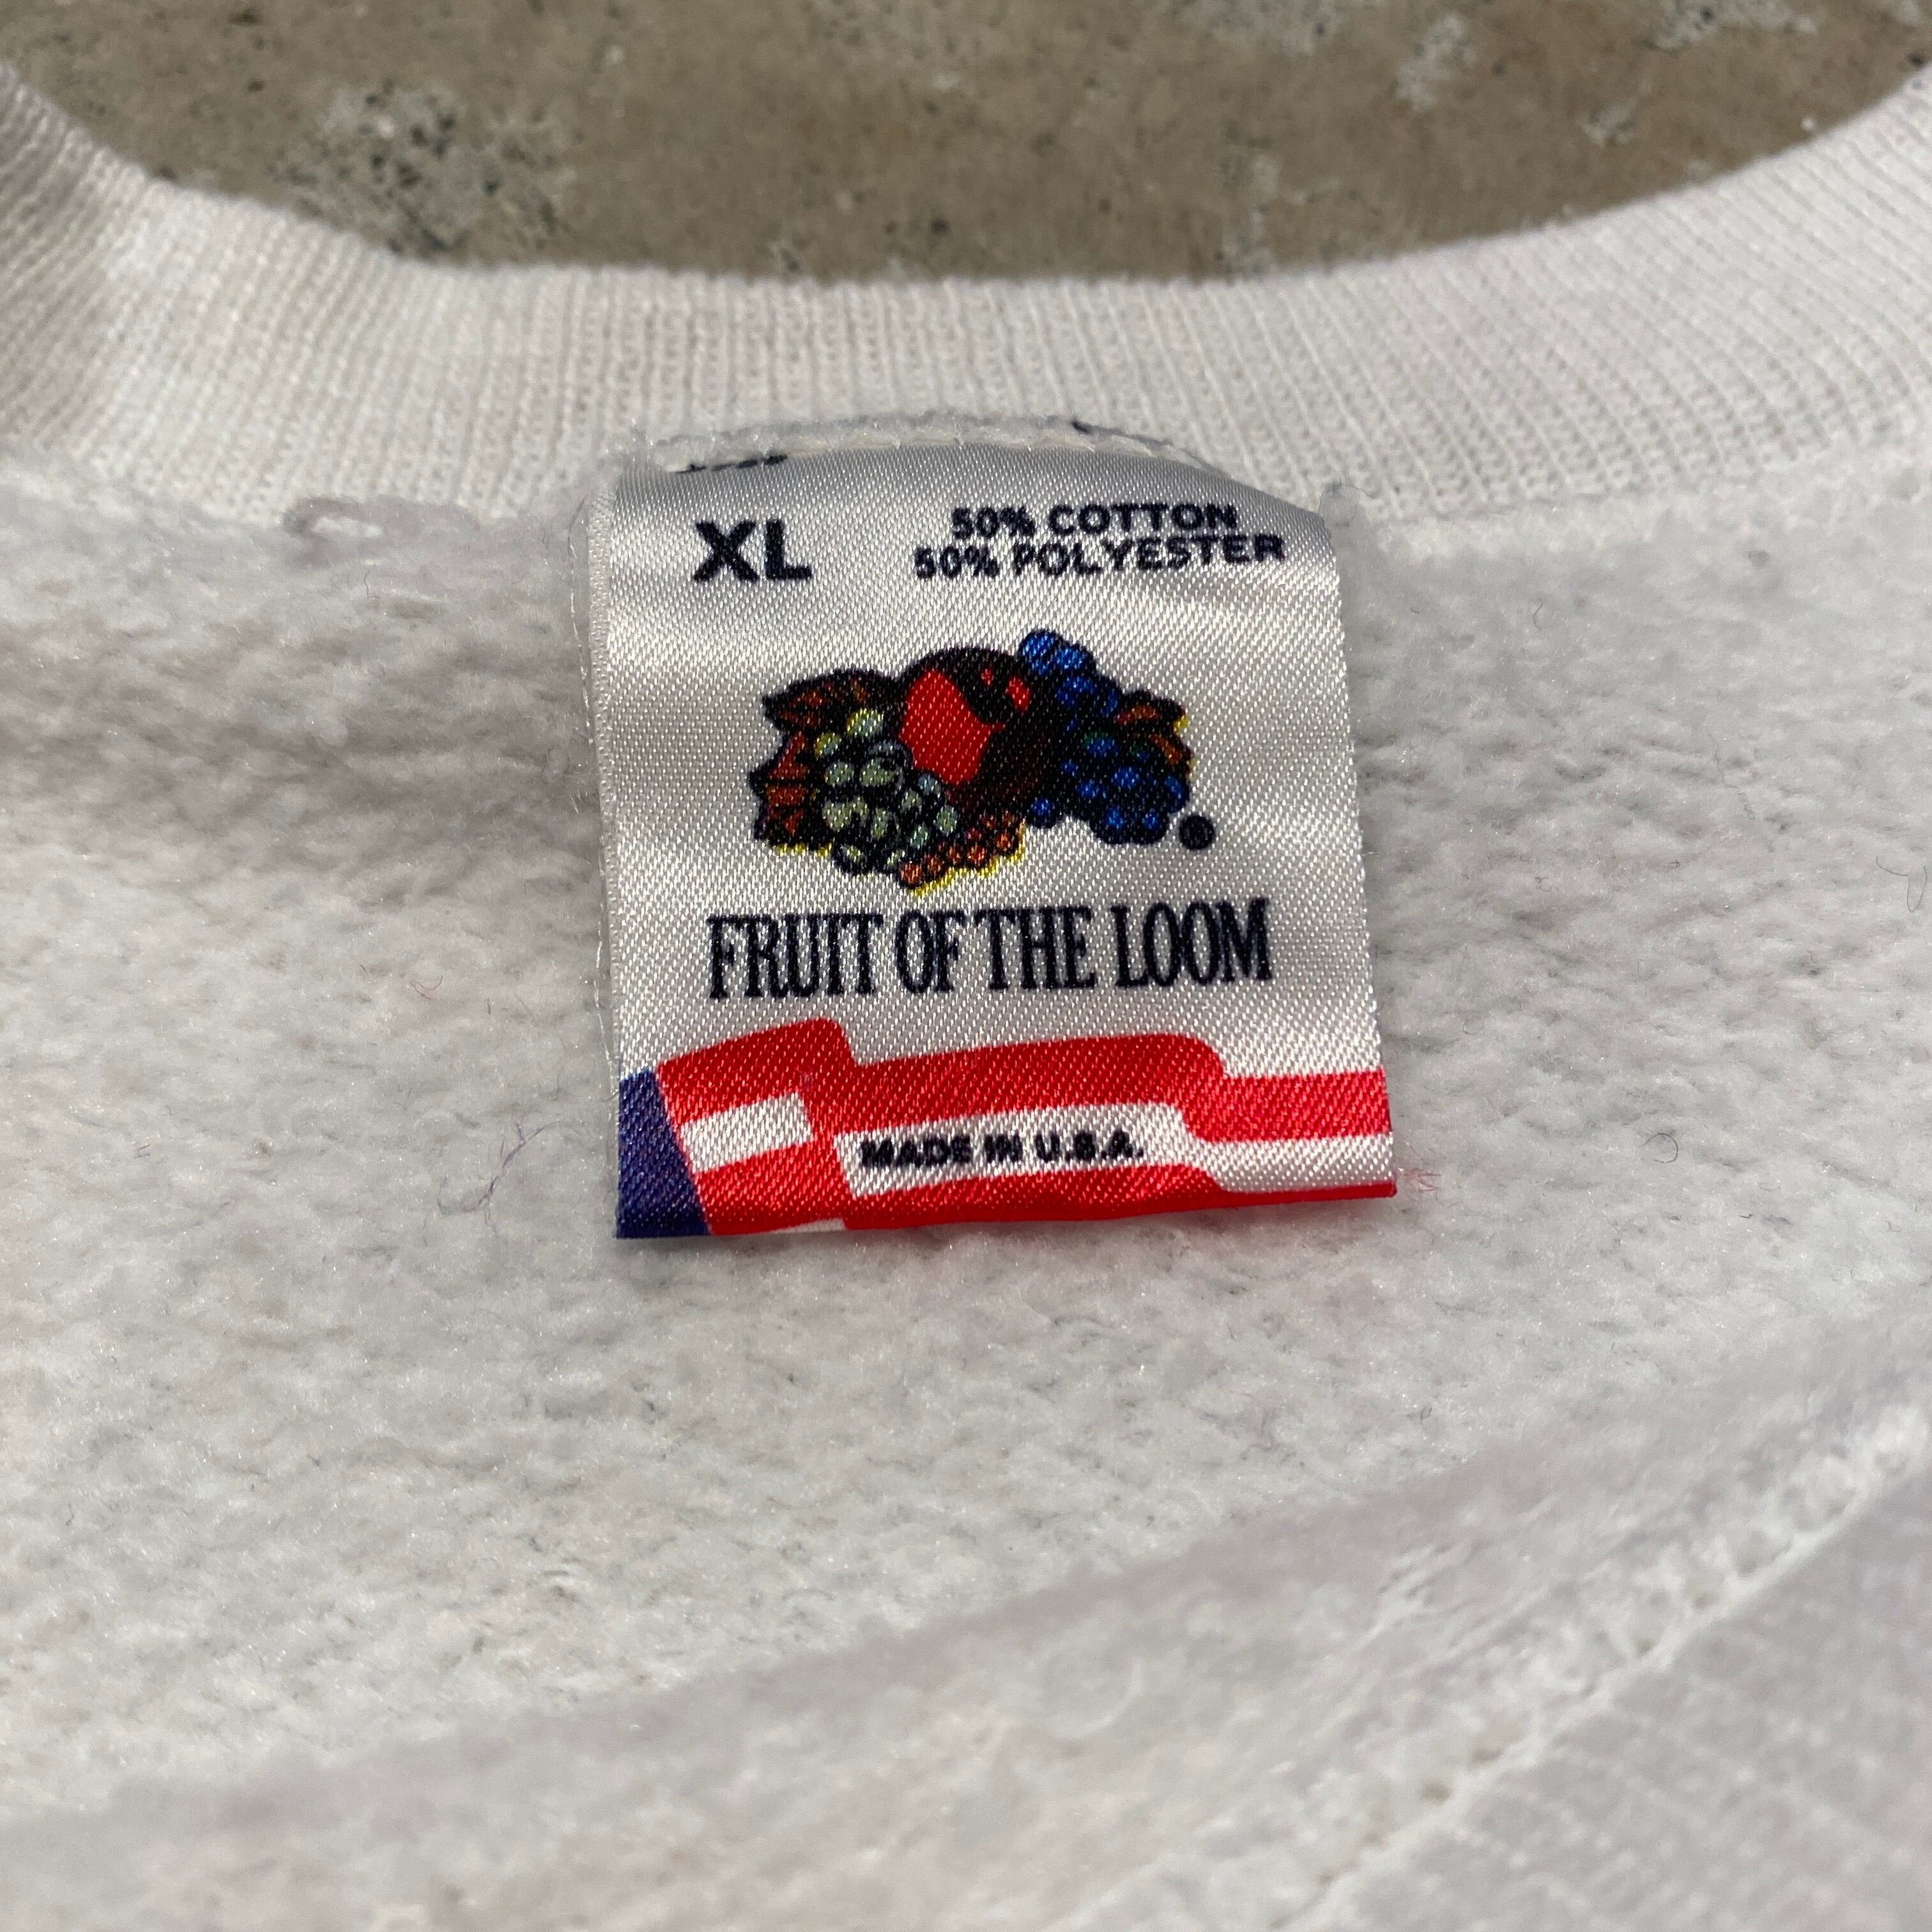 XL
50% COTTON
50% POLYESTER
®
FRUIT OF THE LOOM
MADE IN U.S.A.